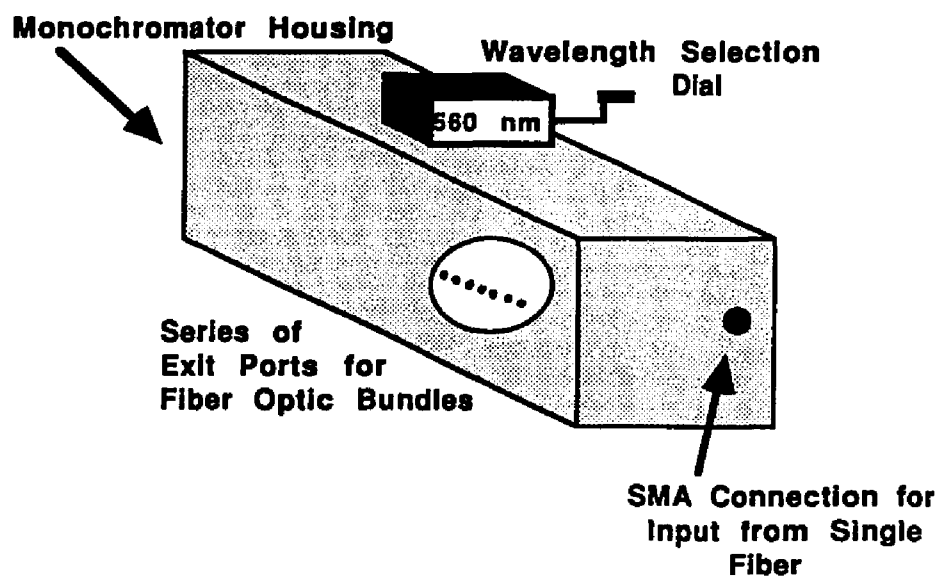 Monochromator Housing
Wavelength Selection
Dial
560 nm
Series of
Exit Ports for
Fiber Optic Bundles
SMA Connection for
Input from Single
Fiber